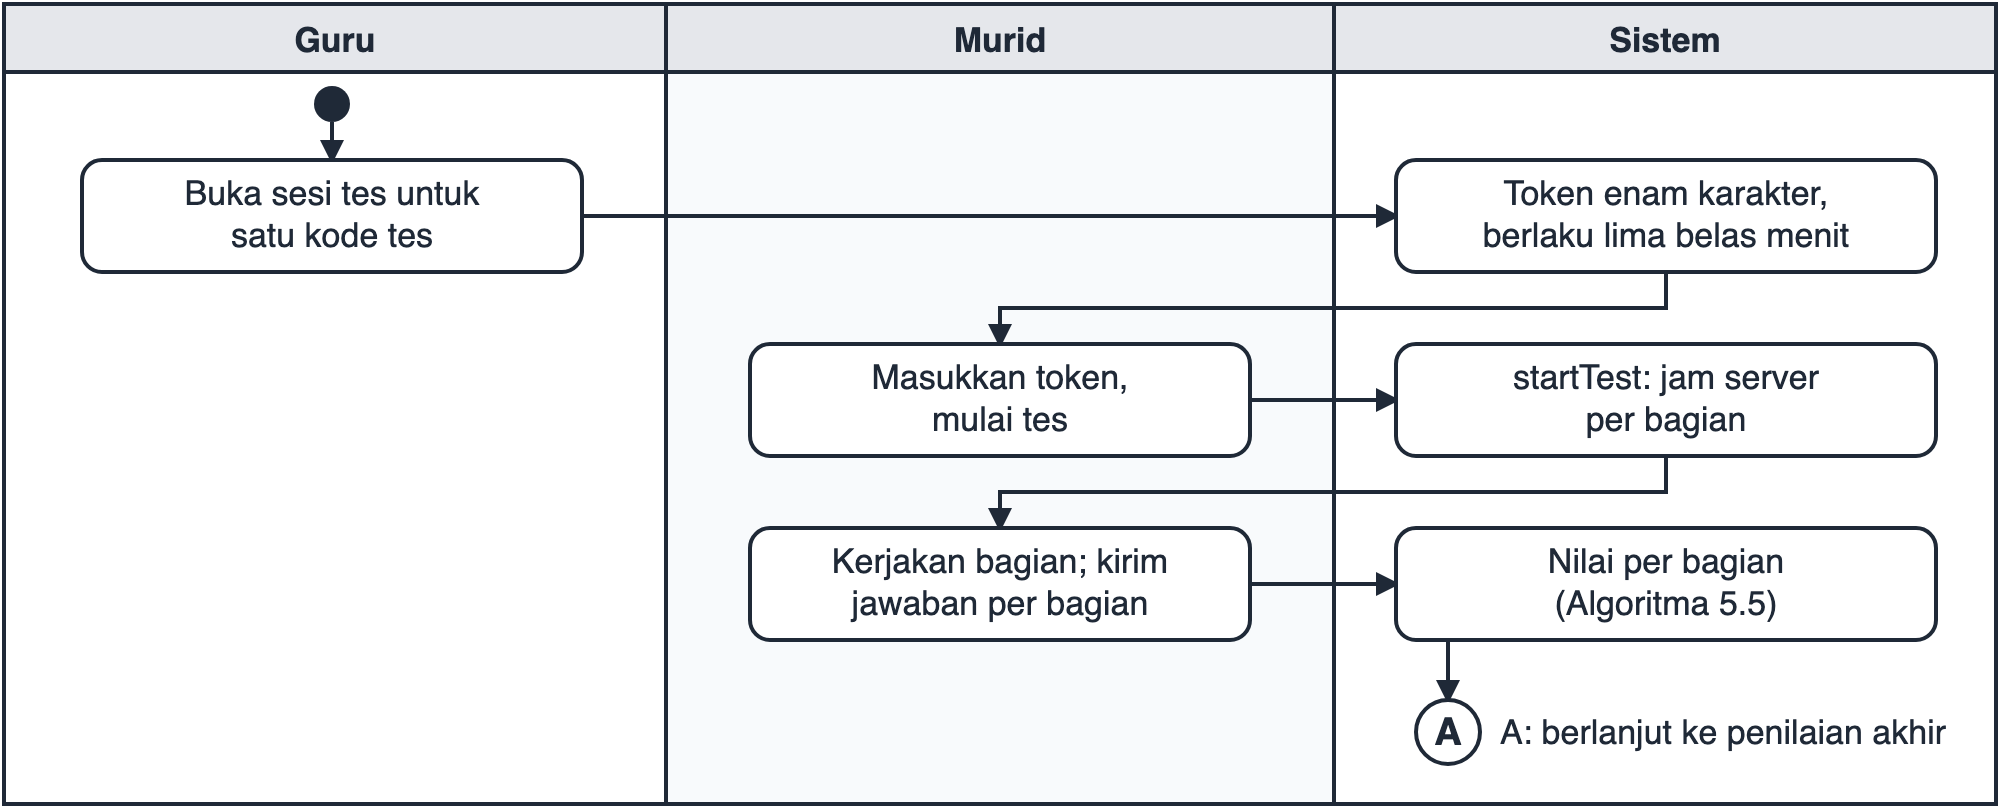 Guru
Murid
Sistem
Buka sesi tes untuk
satu kode tes
Token enam karakter,
berlaku lima belas menit
Masukkan token,
mulai tes
startTest: jam server
per bagian
Kerjakan bagian; kirim
jawaban per bagian
Nilai per bagian
(Algoritma 5.5)
A
A: berlanjut ke penilaian akhir